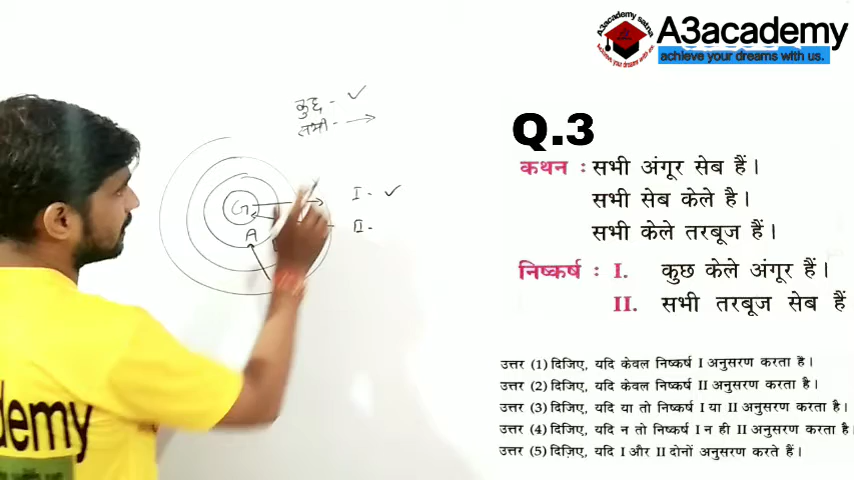 A3academy satna
A3academy
achieve your dreams with us.
Q.3
कथन : सभी अंगूर सेब हैं।
सभी सेब केले है।
सभी केले तरबूज हैं।
निष्कर्ष : I. कुछ केले अंगूर हैं।
II. सभी तरबूज सेब हैं
उत्तर (1) दिजिए, यदि केवल निष्कर्ष I अनुसरण करता है।
उत्तर (2) दिजिए, यदि केवल निष्कर्ष II अनुसरण करता है।
उत्तर (3) दिजिए, यदि या तो निष्कर्ष I या II अनुसरण करता है।
उत्तर (4) दिजिए, यदि न तो निष्कर्ष I न ही II अनुसरण करता है।
उत्तर (5) दिज़िए, यदि I और II दोनों अनुसरण करते हैं।
कुछ - ✓
सभी - →
I - ✓
II -
G
A
demy